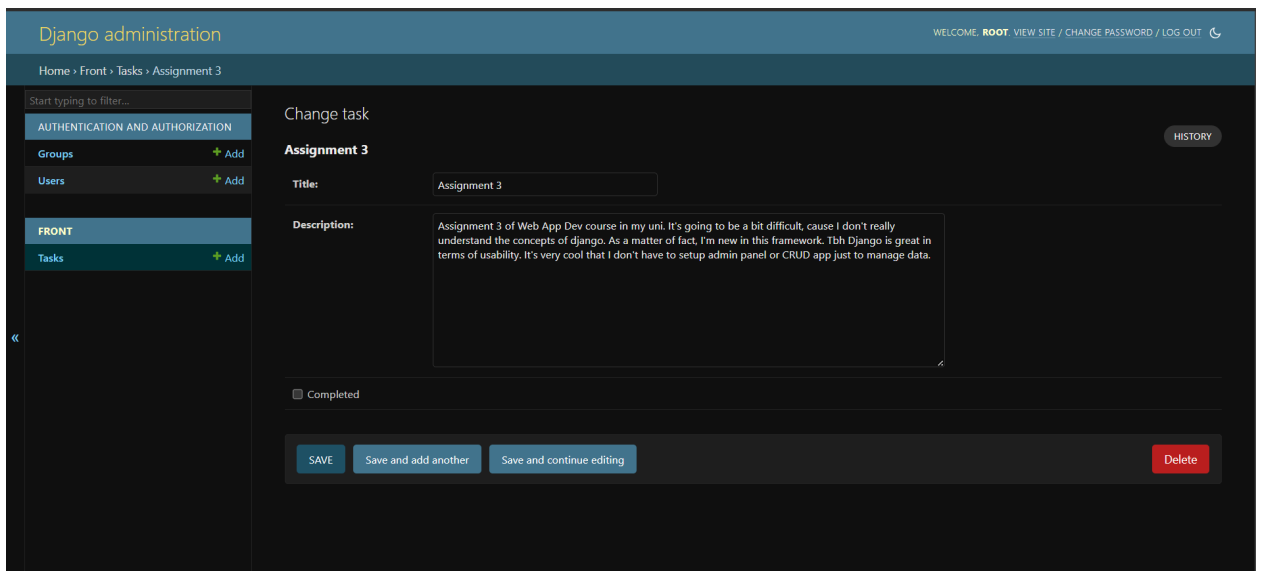 Django administration
WELCOME, ROOT. VIEW SITE / CHANGE PASSWORD / LOG OUT
Home › Front › Tasks › Assignment 3
Start typing to filter...
AUTHENTICATION AND AUTHORIZATION
Groups + Add
Users + Add
FRONT
Tasks + Add
«
Change task
HISTORY
Assignment 3
Title: Assignment 3
Description: Assignment 3 of Web App Dev course in my uni. It's going to be a bit difficult, cause I don't really
understand the concepts of django. As a matter of fact, I'm new in this framework. Tbh Django is great in
terms of usability. It's very cool that I don't have to setup admin panel or CRUD app just to manage data.
Completed
SAVE Save and add another Save and continue editing Delete